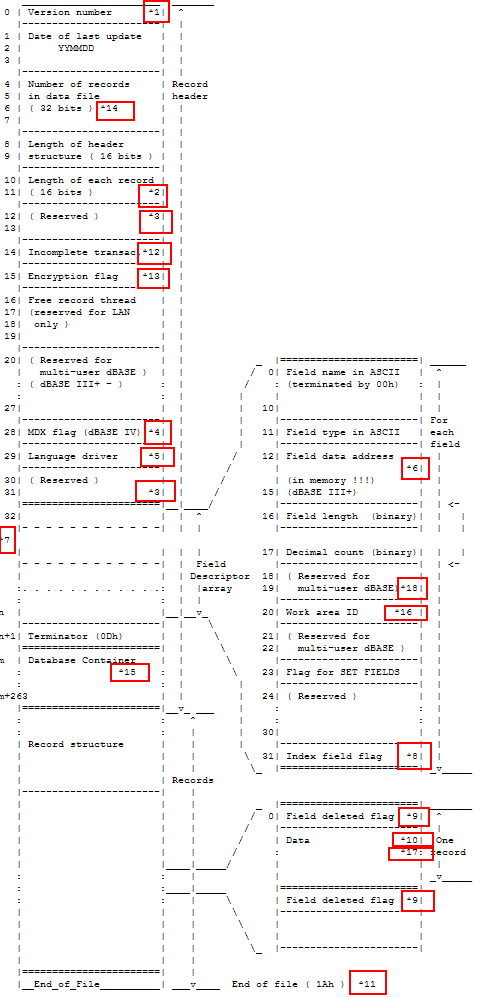 0 | Version number *1| ^
1 | Date of last update
2 | YYMMDD
3 |
4 | Number of records | Record
5 | in data file | header
6 | ( 32 bits ) *14
7 |
8 | Length of header
9 | structure ( 16 bits )
10| Length of each record
11| ( 16 bits ) *2
12| ( Reserved ) *3
13|
14| Incomplete transac *12
15| Encryption flag *13
16| Free record thread
17| (reserved for LAN
18| only )
19|
20| ( Reserved for
: | multi-user dBASE )
: | ( dBASE III+ - )
27|
28| MDX flag (dBASE IV) *4
29| Language driver *5
30| ( Reserved )
31| *3
32|
*7
Field
Descriptor
array
n
n+1| Terminator (0Dh)
m | Database Container
*15
m+263
Record structure
Records
__End_of_File__
0| Field name in ASCII ^
: (terminated by 00h)
10|
For
11| Field type in ASCII each
12| Field data address field
*6
(in memory !!!)
15| (dBASE III+)
<-
16| Field length (binary)
17| Decimal count (binary)
<-
18| ( Reserved for
19| multi-user dBASE) *18
20| Work area ID *16
21| ( Reserved for
22| multi-user dBASE )
23| Flag for SET FIELDS
24| ( Reserved )
:
30|
31| Index field flag *8
0| Field deleted flag *9| ^
Data *10| One
*17: record
Field deleted flag *9|
End of file ( 1Ah ) *11